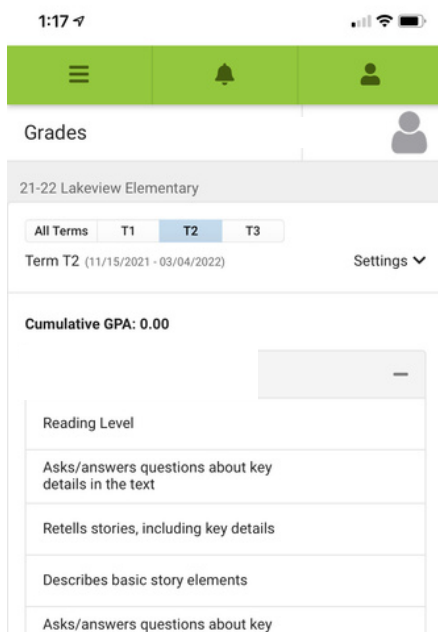 1:17
Grades
21-22 Lakeview Elementary
All Terms T1 T2 T3
Term T2 (11/15/2021 - 03/04/2022) Settings
Cumulative GPA: 0.00
Reading Level
Asks/answers questions about key
details in the text
Retells stories, including key details
Describes basic story elements
Asks/answers questions about key